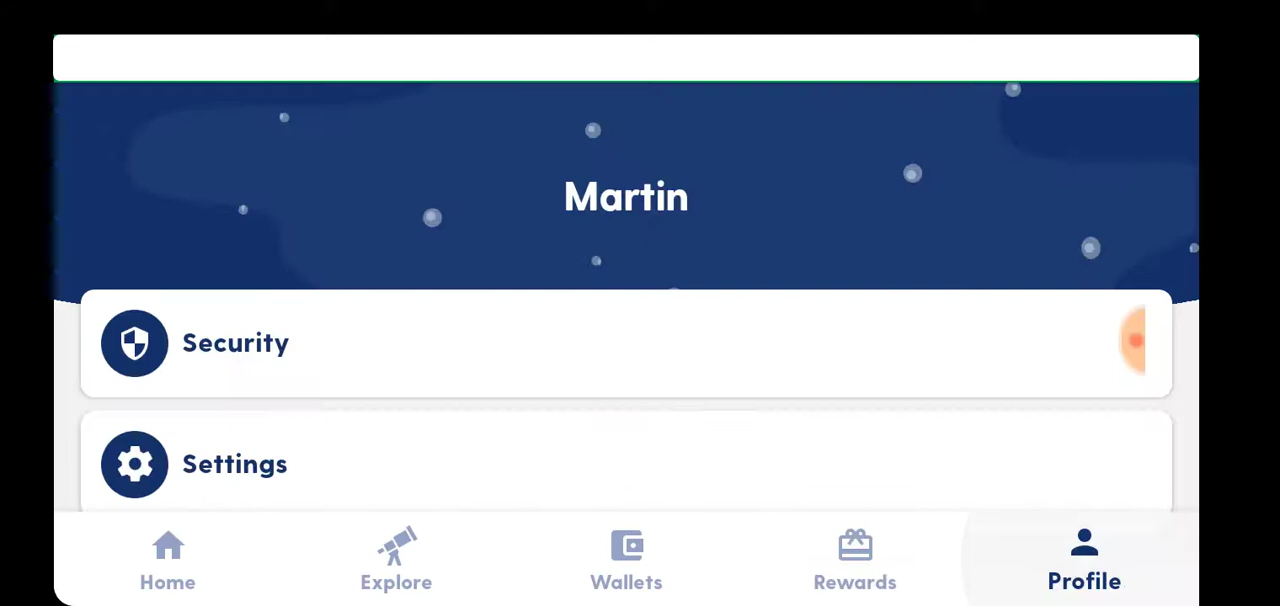 Martin
Security
Settings
Home
Explore
Wallets
Rewards
Profile